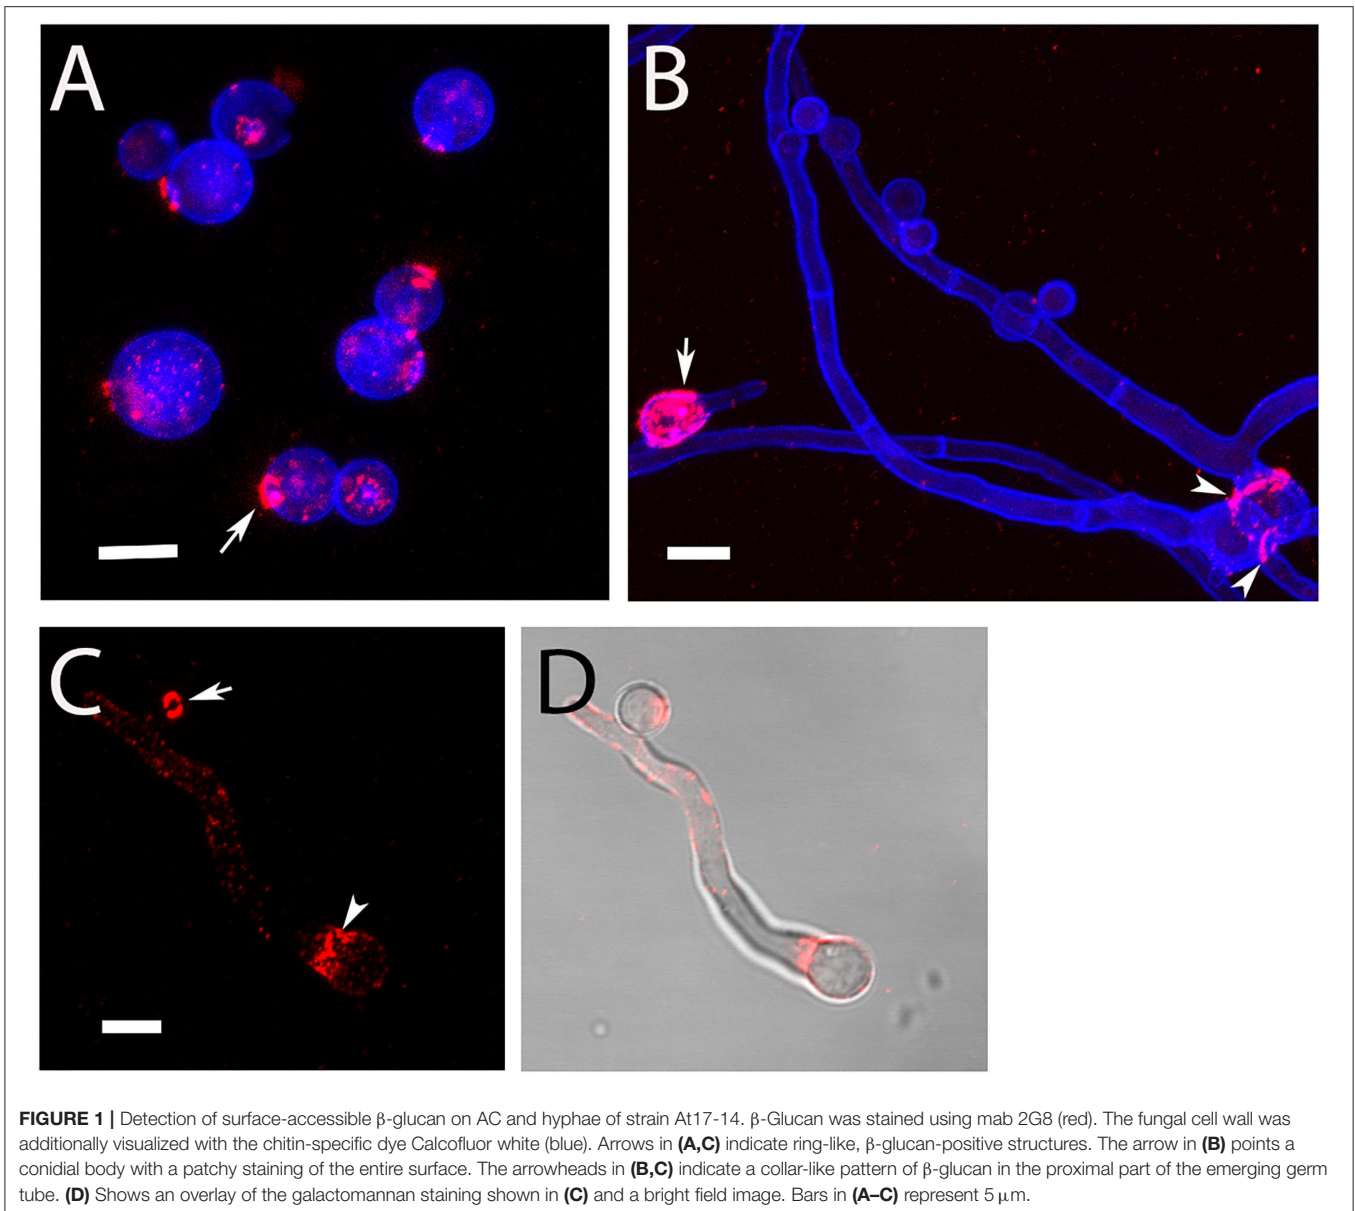 A
B
C
D
FIGURE 1 | Detection of surface-accessible β-glucan on AC and hyphae of strain At17-14. β-Glucan was stained using mab 2G8 (red). The fungal cell wall was
additionally visualized with the chitin-specific dye Calcofluor white (blue). Arrows in (A,C) indicate ring-like, β-glucan-positive structures. The arrow in (B) points a
conidial body with a patchy staining of the entire surface. The arrowheads in (B,C) indicate a collar-like pattern of β-glucan in the proximal part of the emerging germ
tube. (D) Shows an overlay of the galactomannan staining shown in (C) and a bright field image. Bars in (A–C) represent 5 μm.